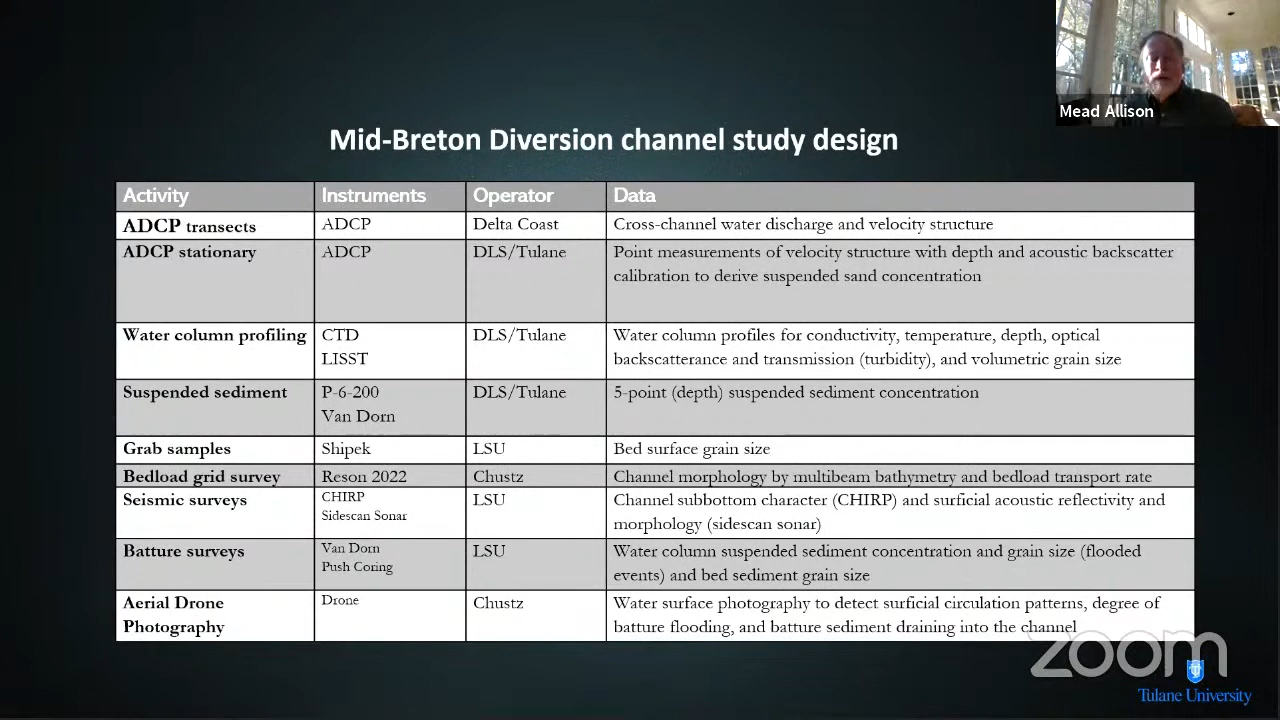 Mead Allison
Mid-Breton Diversion channel study design
Activity Instruments Operator Data
ADCP transects ADCP Delta Coast Cross-channel water discharge and velocity structure
ADCP stationary ADCP DLS/Tulane Point measurements of velocity structure with depth and acoustic backscatter
calibration to derive suspended sand concentration
Water column profiling CTD DLS/Tulane Water column profiles for conductivity, temperature, depth, optical
LISST backscatterance and transmission (turbidity), and volumetric grain size
Suspended sediment P-6-200 DLS/Tulane 5-point (depth) suspended sediment concentration
Van Dorn
Grab samples Shipek LSU Bed surface grain size
Bedload grid survey Reson 2022 Chustz Channel morphology by multibeam bathymetry and bedload transport rate
Seismic surveys CHIRP LSU Channel subbottom character (CHIRP) and surficial acoustic reflectivity and
Sidescan Sonar morphology (sidescan sonar)
Batture surveys Van Dorn LSU Water column suspended sediment concentration and grain size (flooded
Push Coring events) and bed sediment grain size
Aerial Drone Drone Chustz Water surface photography to detect surficial circulation patterns, degree of
Photography batture flooding, and batture sediment draining into the channel
zoom
Tulane University